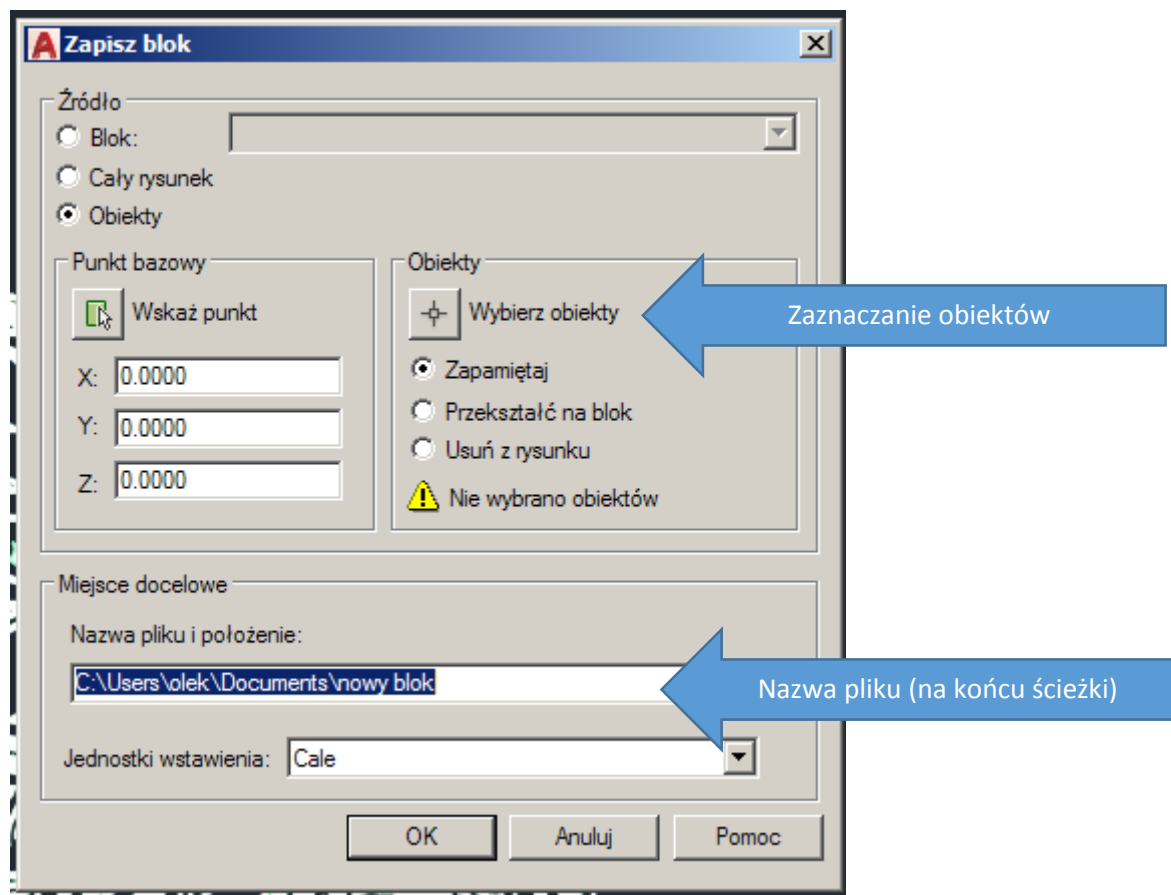 Zapisz blok
Źródło
Blok:
Cały rysunek
Obiekty
Punkt bazowy
Wskaż punkt
X: 0.0000
Y: 0.0000
Z: 0.0000
Obiekty
Wybierz obiekty
Zapamiętaj
Przekształć na blok
Usuń z rysunku
Nie wybrano obiektów
Zaznaczanie obiektów
Miejsce docelowe
Nazwa pliku i położenie:
C:\Users\olek\Documents\nowy blok
Nazwa pliku (na końcu ścieżki)
Jednostki wstawienia: Cale
OK Anuluj Pomoc